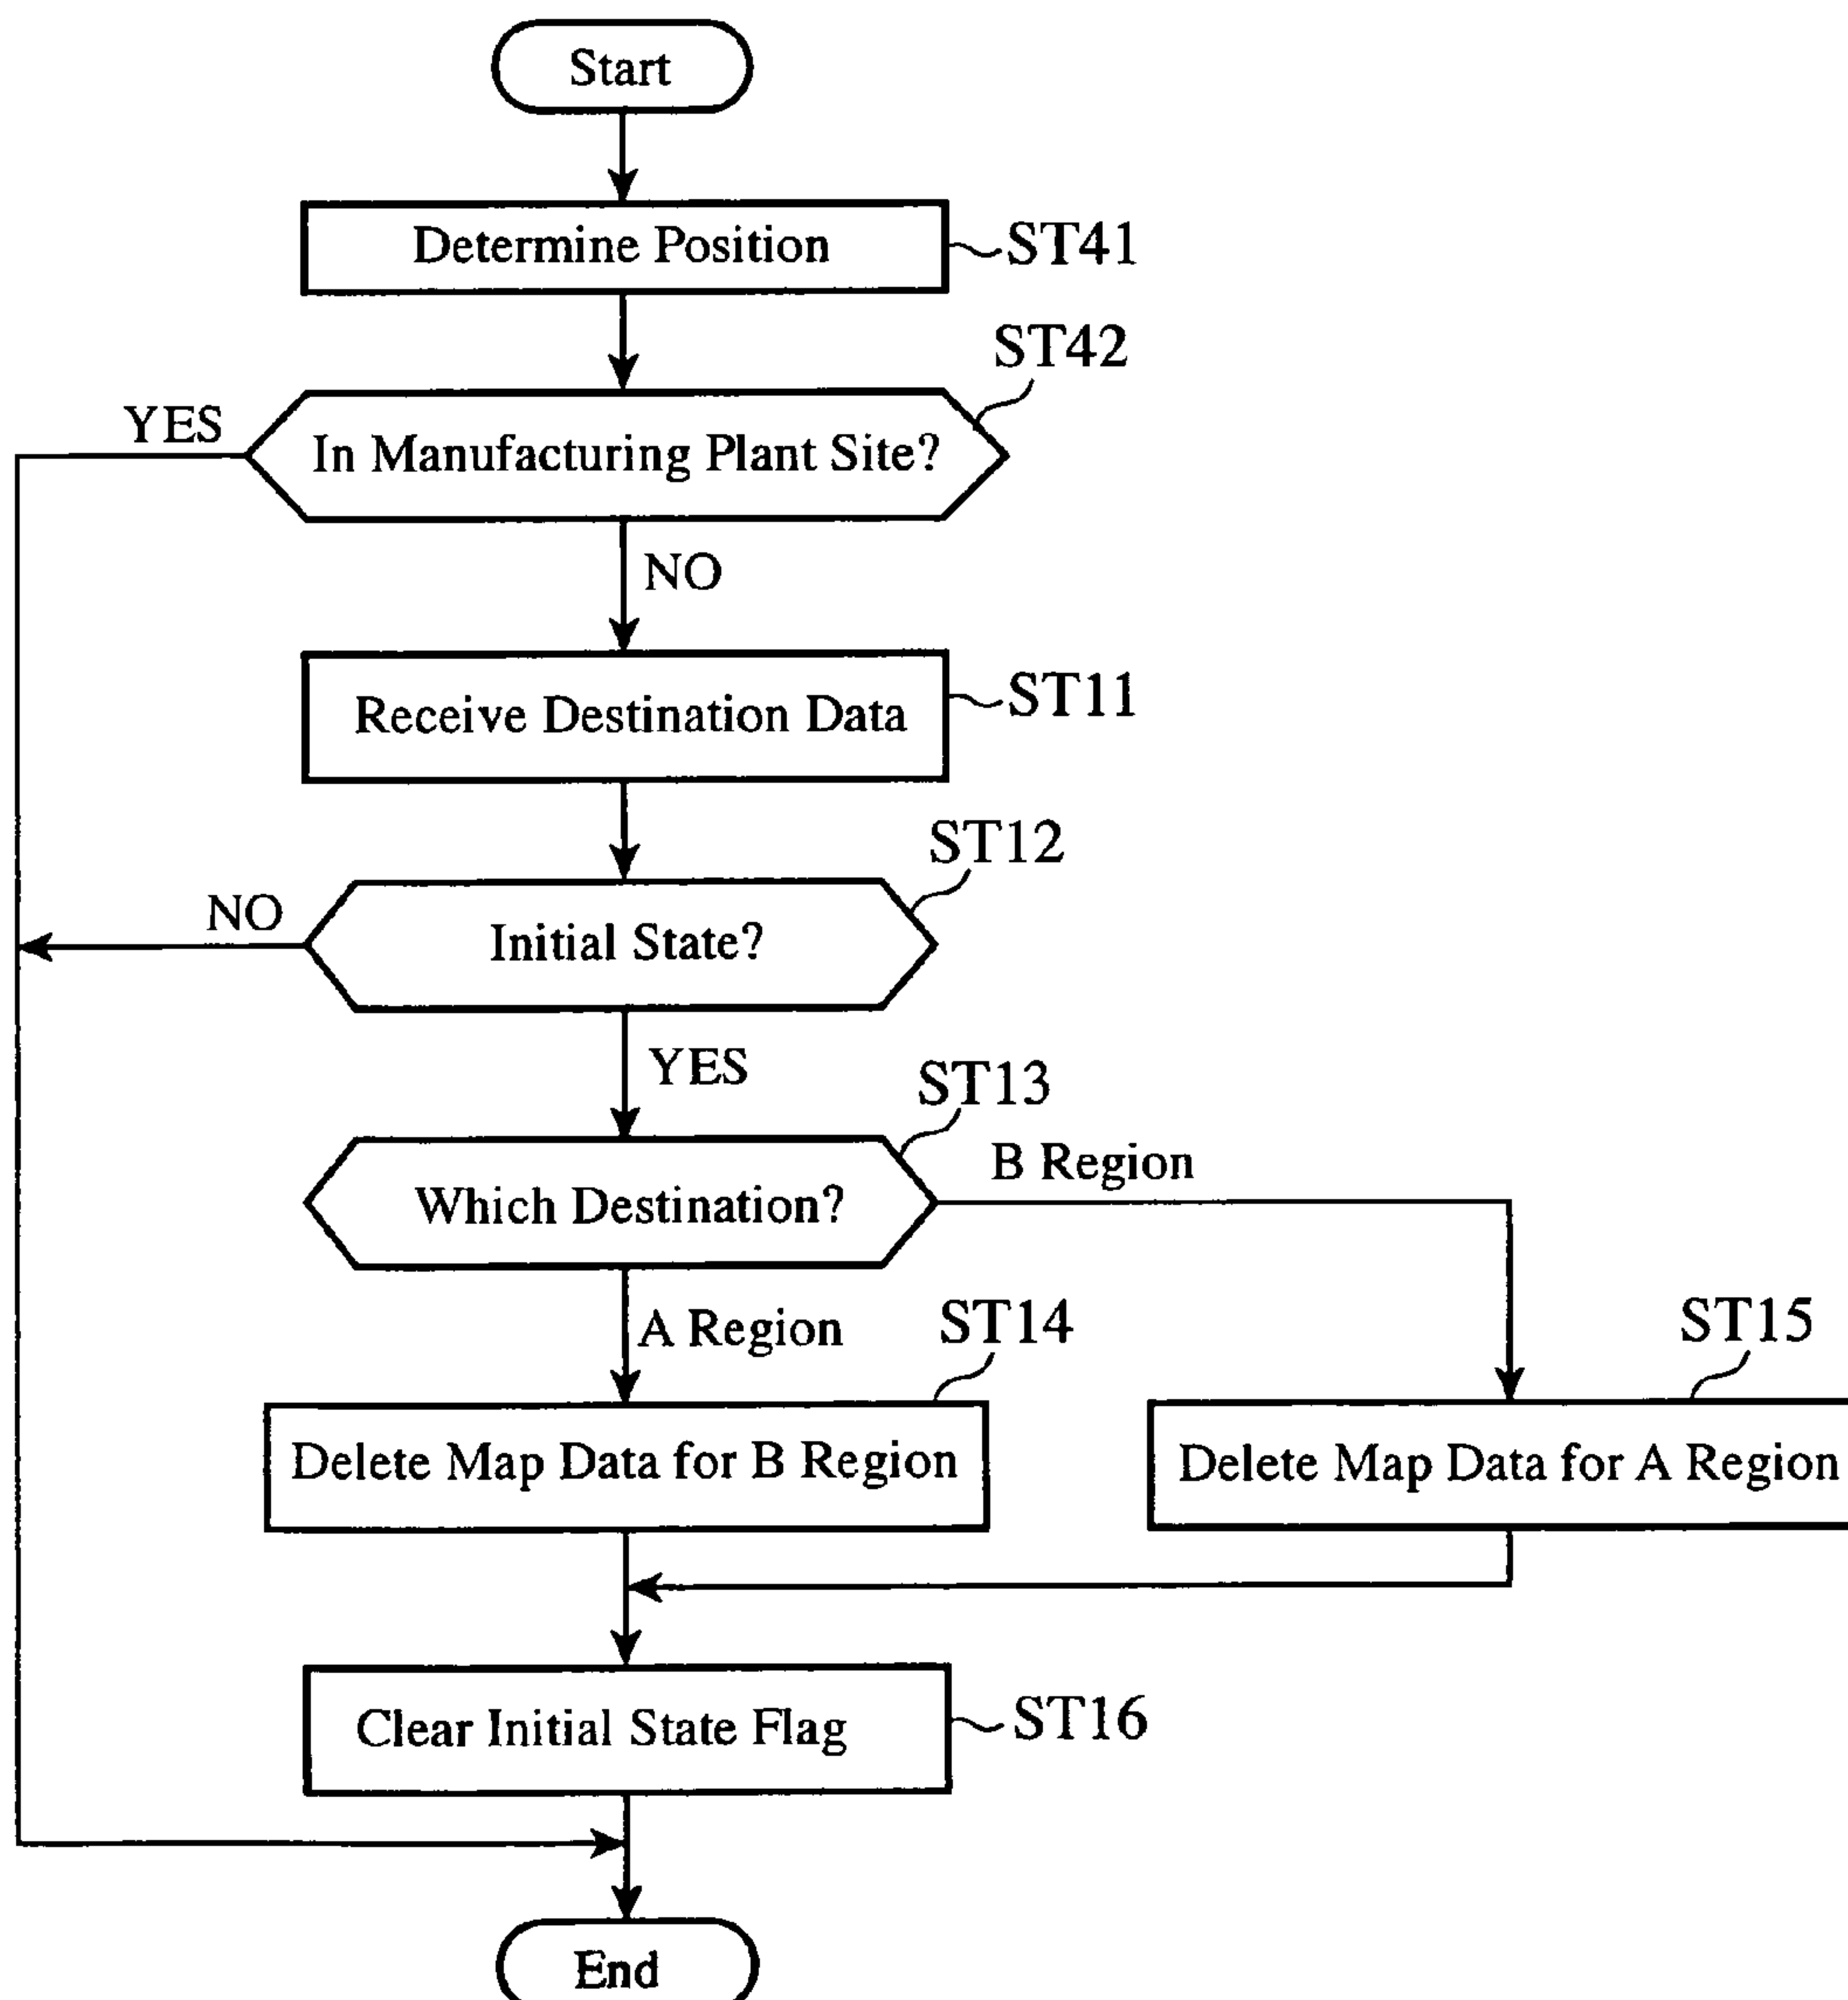 Start
Determine Position
ST41
ST42
YES
In Manufacturing Plant Site?
NO
Receive Destination Data
ST11
ST12
NO
Initial State?
YES
ST13
B Region
Which Destination?
A Region
ST14
ST15
Delete Map Data for B Region
Delete Map Data for A Region
Clear Initial State Flag
ST16
End